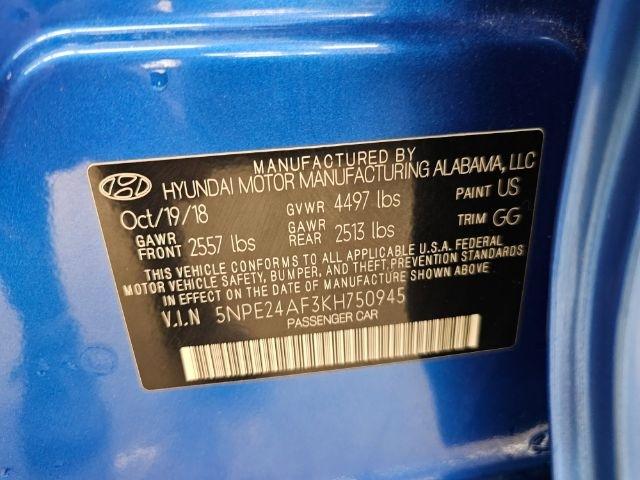 MANUFACTURED BY
HYUNDAI MOTOR MANUFACTURING ALABAMA, LLC
Oct/19/18 GVWR 4497 lbs PAINT US
GAWR FRONT 2557 lbs GAWR REAR 2513 lbs TRIM GG
THIS VEHICLE CONFORMS TO ALL APPLICABLE U.S.A. FEDERAL
MOTOR VEHICLE SAFETY, BUMPER, AND THEFT PREVENTION STANDARDS
IN EFFECT ON THE DATE OF MANUFACTURE SHOWN ABOVE.
V.I.N 5NPE24AF3KH750945
PASSENGER CAR